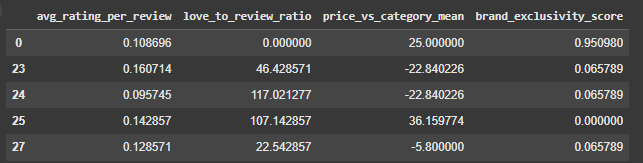 avg_rating_per_review love_to_review_ratio price_vs_category_mean brand_exclusivity_score
0 0.108696 0.000000 25.000000 0.950980
23 0.160714 46.428571 -22.840226 0.065789
24 0.095745 117.021277 -22.840226 0.065789
25 0.142857 107.142857 36.159774 0.000000
27 0.128571 22.542857 -5.800000 0.065789